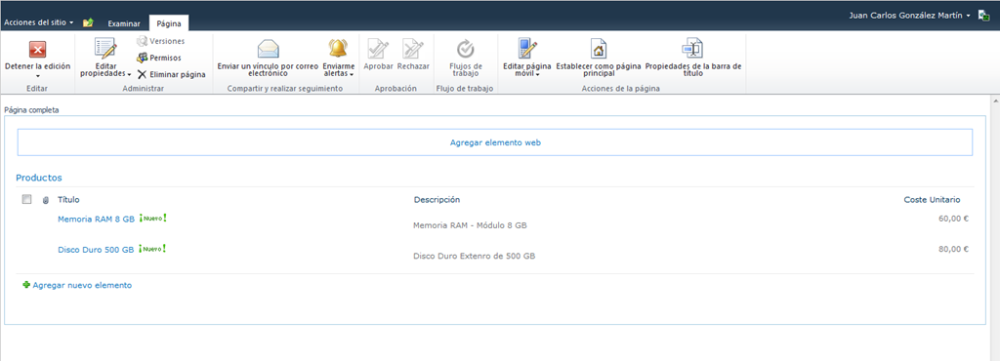 Acciones del sitio Examinar Página Juan Carlos González Martín
Detener la edición
Editar propiedades
Versiones
Permisos
Eliminar página
Enviar un vínculo por correo electrónico
Enviarme alertas
Aprobar
Rechazar
Flujos de trabajo
Editar página móvil
Establecer como página principal
Propiedades de la barra de título
Editar Administrar Compartir y realizar seguimiento Aprobación Flujo de trabajo Acciones de la página
Página completa
Agregar elemento web
Productos
Título Descripción Coste Unitario
Memoria RAM 8 GB ¡Nuevo! Memoria RAM - Módulo 8 GB 60,00 €
Disco Duro 500 GB ¡Nuevo! Disco Duro Extenro de 500 GB 80,00 €
Agregar nuevo elemento